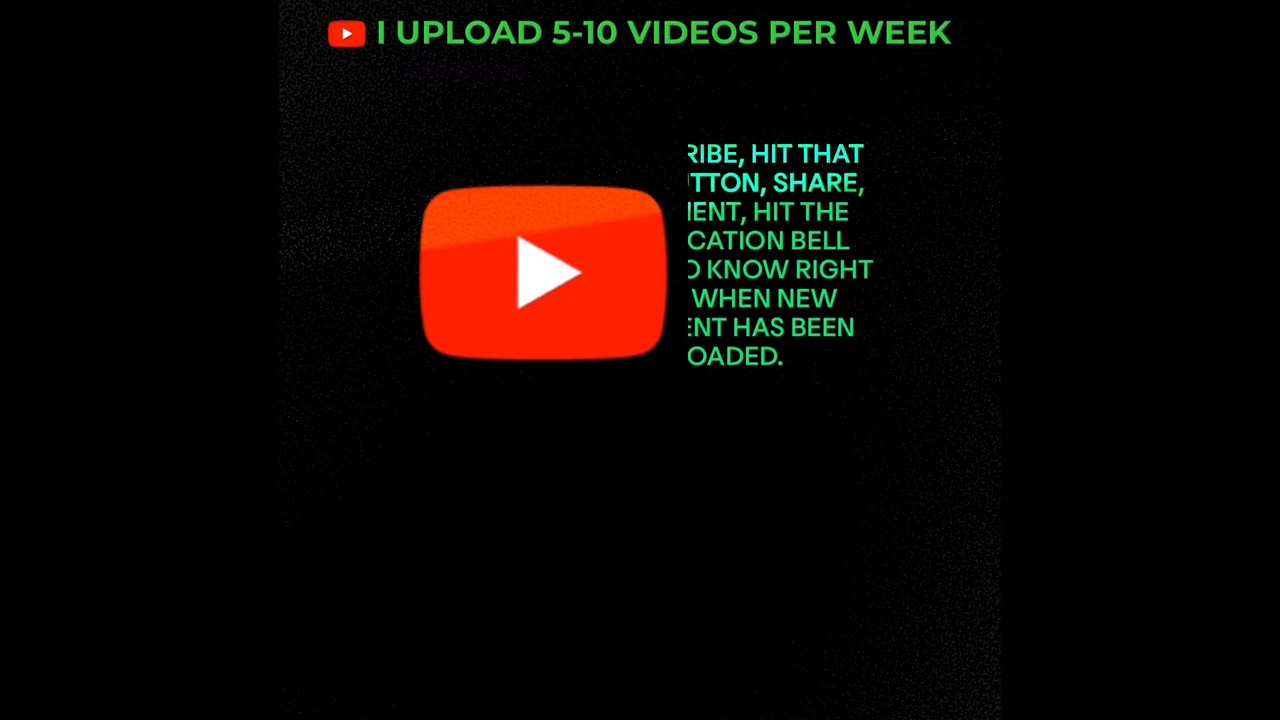 I UPLOAD 5-10 VIDEOS PER WEEK
RIBE, HIT THAT
TTON, SHARE,
ENT, HIT THE
CATION BELL
KNOW RIGHT
WHEN NEW
ENT HAS BEEN
OADED.